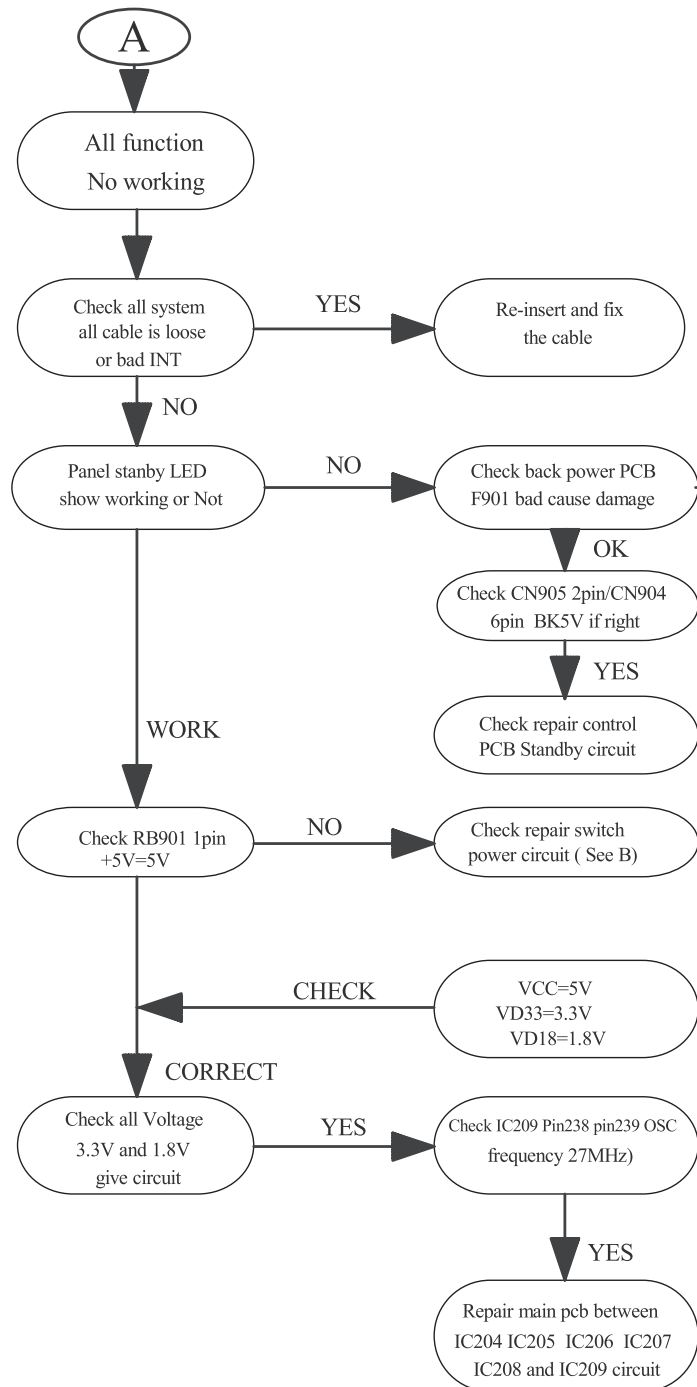 A
All function
No working
Check all system
all cable is loose
or bad INT
YES
Re-insert and fix
the cable
NO
Panel stanby LED
show working or Not
NO
Check back power PCB
F901 bad cause damage
OK
Check CN905 2pin/CN904
6pin BK5V if right
YES
Check repair control
PCB Standby circuit
WORK
Check RB901 1pin
+5V=5V
NO
Check repair switch
power circuit ( See B)
CHECK
VCC=5V
VD33=3.3V
VD18=1.8V
CORRECT
Check all Voltage
3.3V and 1.8V
give circuit
YES
Check IC209 Pin238 pin239 OSC
frequency 27MHz)
YES
Repair main pcb between
IC204 IC205 IC206 IC207
IC208 and IC209 circuit